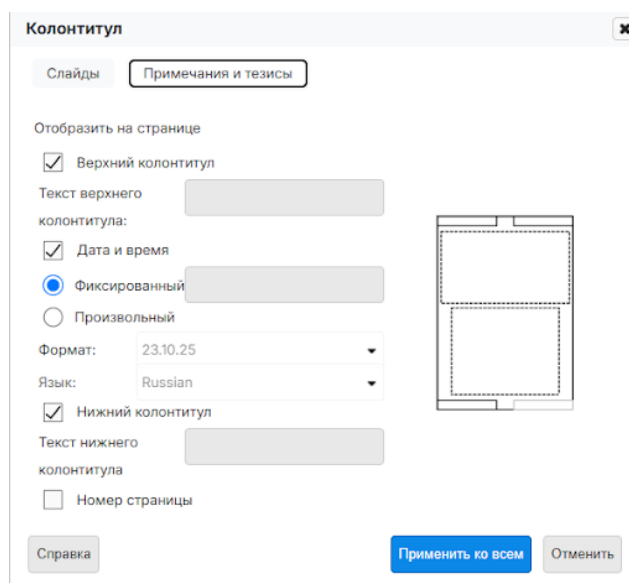 Колонтитул
Слайды Примечания и тезисы
Отобразить на странице
Верхний колонтитул
Текст верхнего
колонтитула:
Дата и время
Фиксированный
Произвольный
Формат: 23.10.25
Язык: Russian
Нижний колонтитул
Текст нижнего
колонтитула
Номер страницы
Справка Применить ко всем Отменить